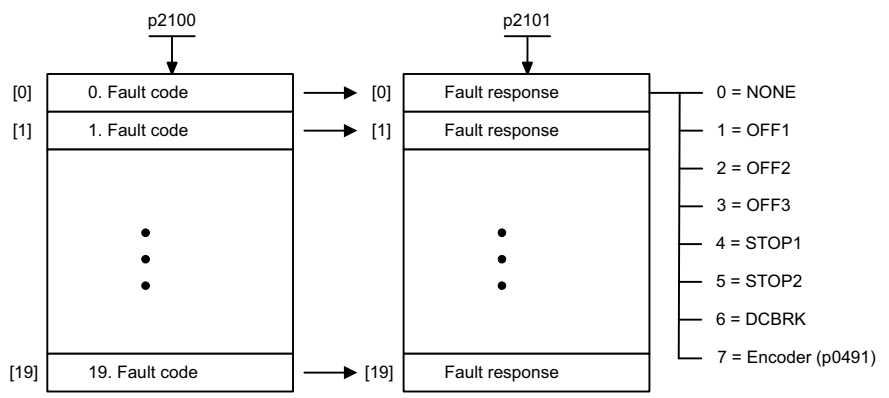 p2100 p2101
[0] 0. Fault code [0] Fault response 0 = NONE
[1] 1. Fault code [1] Fault response 1 = OFF1
2 = OFF2
3 = OFF3
4 = STOP1
5 = STOP2
6 = DCBRK
7 = Encoder (p0491)
[19] 19. Fault code [19] Fault response